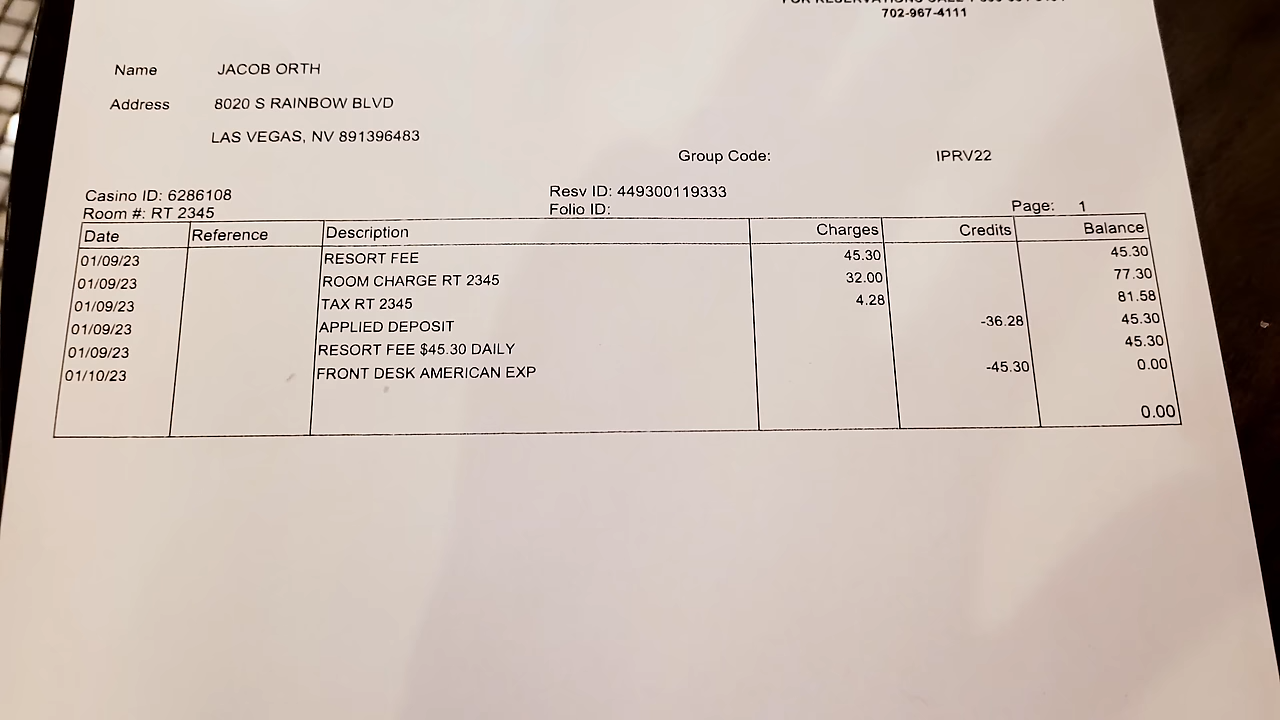 702-967-4111
Name JACOB ORTH
Address 8020 S RAINBOW BLVD
LAS VEGAS, NV 891396483
Group Code: IPRV22
Casino ID: 6286108 Resv ID: 449300119333
Room #: RT 2345 Folio ID: Page: 1
Date Reference Description Charges Credits Balance
01/09/23 RESORT FEE 45.30 45.30
01/09/23 ROOM CHARGE RT 2345 32.00 77.30
01/09/23 TAX RT 2345 4.28 81.58
01/09/23 APPLIED DEPOSIT -36.28 45.30
01/09/23 RESORT FEE $45.30 DAILY 45.30
01/10/23 FRONT DESK AMERICAN EXP -45.30 0.00
0.00